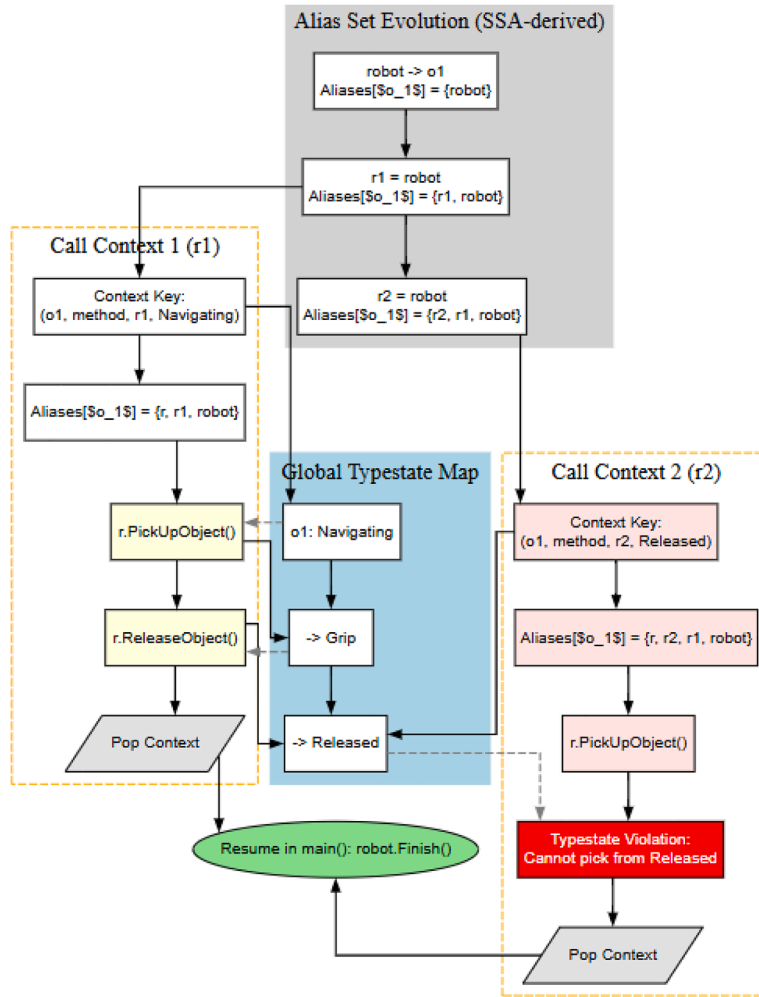 Alias Set Evolution (SSA-derived)
robot -> o1
Aliases[$o_1$] = {robot}
r1 = robot
Aliases[$o_1$] = {r1, robot}
r2 = robot
Aliases[$o_1$] = {r2, r1, robot}
Call Context 1 (r1)
Context Key:
(o1, method, r1, Navigating)
Aliases[$o_1$] = {r, r1, robot}
r.PickUpObject()
r.ReleaseObject()
Pop Context
Global Typestate Map
o1: Navigating
-> Grip
-> Released
Call Context 2 (r2)
Context Key:
(o1, method, r2, Released)
Aliases[$o_1$] = {r, r2, r1, robot}
r.PickUpObject()
Typestate Violation:
Cannot pick from Released
Pop Context
Resume in main(): robot.Finish()